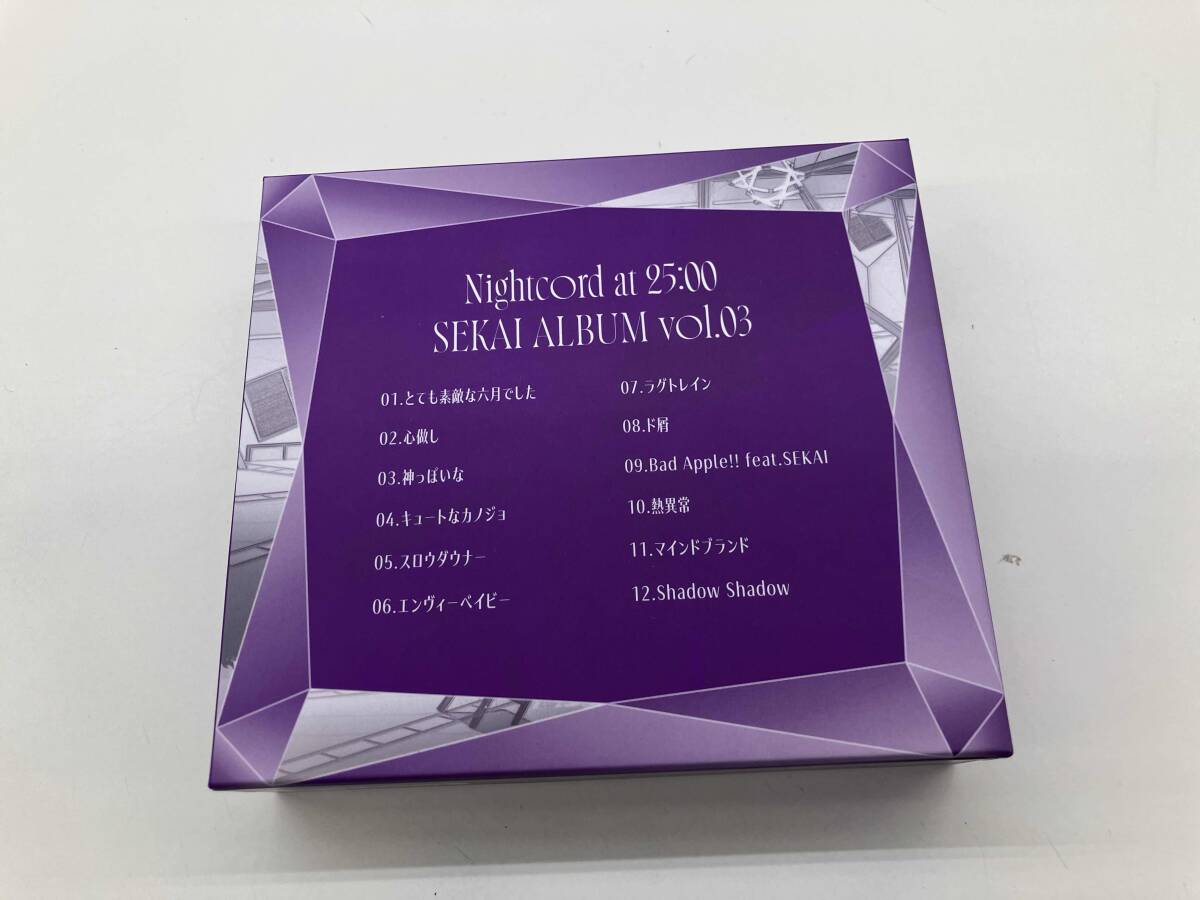 Nightcord at 25:00
SEKAI ALBUM vol.03
01.とても素敵な六月でした
02.心做し
03.神っぽいな
04.キュートなカノジョ
05.スロウダウナー
06.エンヴィーベイビー
07.ラグトレイン
08.ド屑
09.Bad Apple!! feat.SEKAI
10.熱異常
11.マインドブランド
12.Shadow Shadow